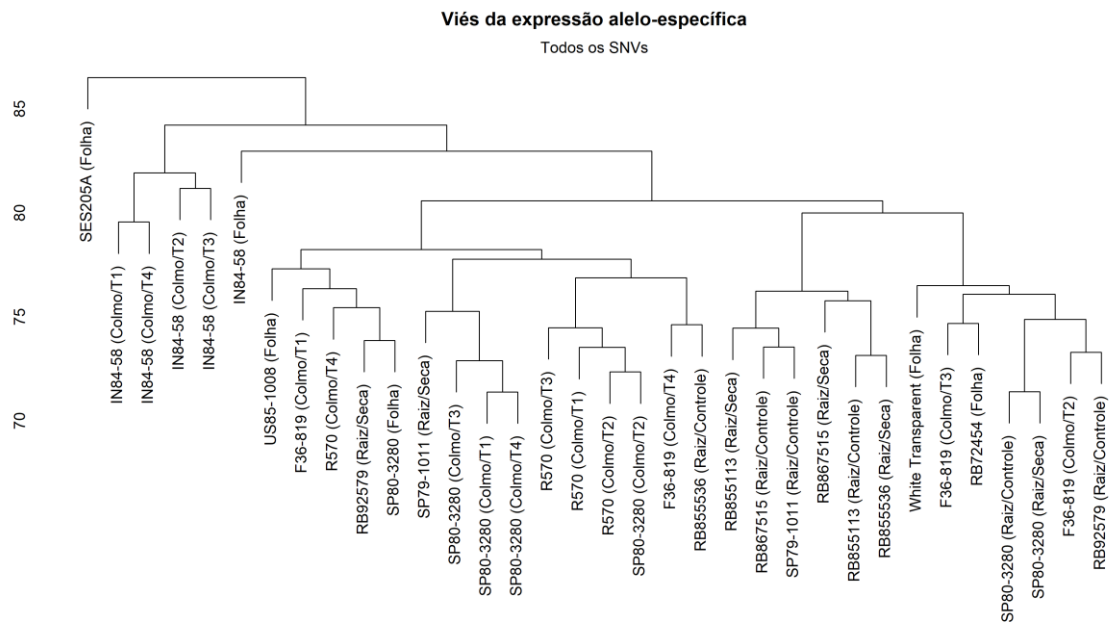 Viés da expressão alelo-específica
Todos os SNVs
85
80
75
70
SES205A (Folha)
IN84-58 (Colmo/T1)
IN84-58 (Colmo/T4)
IN84-58 (Colmo/T2)
IN84-58 (Colmo/T3)
IN84-58 (Folha)
US85-1008 (Folha)
F36-819 (Colmo/T1)
R570 (Colmo/T4)
RB92579 (Raiz/Seca)
SP80-3280 (Folha)
SP79-1011 (Raiz/Seca)
SP80-3280 (Colmo/T3)
SP80-3280 (Colmo/T1)
SP80-3280 (Colmo/T4)
R570 (Colmo/T3)
R570 (Colmo/T1)
R570 (Colmo/T2)
SP80-3280 (Colmo/T2)
F36-819 (Colmo/T4)
RB855536 (Raiz/Controle)
RB855113 (Raiz/Seca)
RB867515 (Raiz/Controle)
SP79-1011 (Raiz/Controle)
RB867515 (Raiz/Seca)
RB855113 (Raiz/Controle)
RB855536 (Raiz/Seca)
White Transparent (Folha)
F36-819 (Colmo/T3)
RB72454 (Folha)
SP80-3280 (Raiz/Controle)
SP80-3280 (Raiz/Seca)
F36-819 (Colmo/T2)
RB92579 (Raiz/Controle)